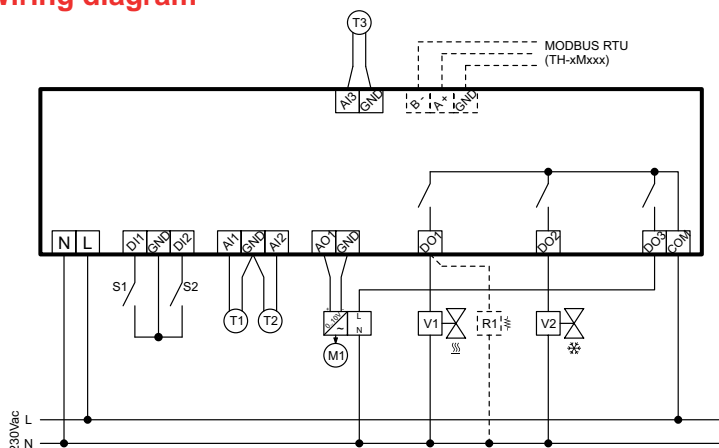 wiring diagram
T3
MODBUS RTU
(TH-xMxxx)
AI3 GND B - A + GND
N L DI1 GND DI2 AI1 GND AI2 AO1 GND DO1 DO2 DO3 COM
S1 S2
T1 T2
+ -
0..10V ~ L N
V1 R1 V2
M1
230Vac
L
N